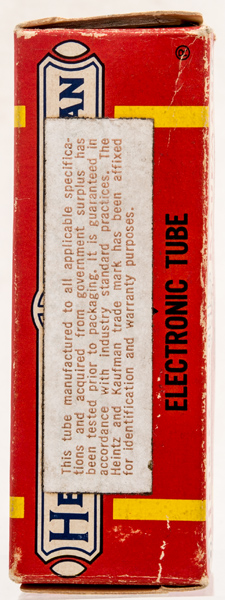 This tube manufactured to all applicable specifica-
tions and acquired from government surplus has
been tested prior to packaging. It is guaranteed in
accordance with industry standard practices. The
Heintz and Kaufman trade mark has been affixed
for identification and warranty purposes.
HE AN
ELECTRONIC TUBE